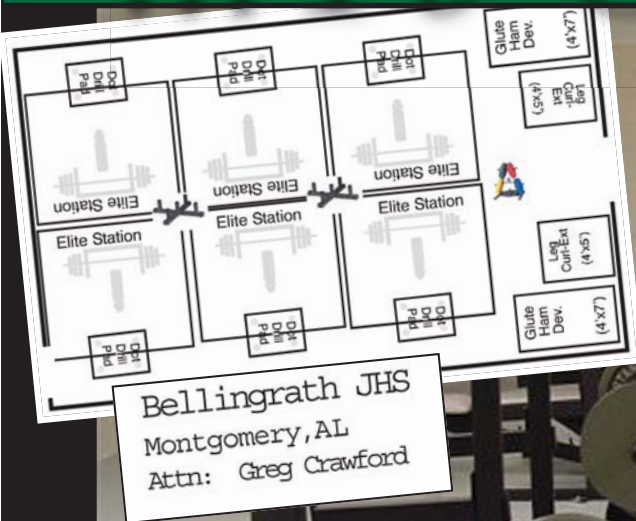 Dot
Drill
Pad
Dot
Drill
Pad
Dot
Drill
Pad
Glute
Ham
Dev.
(4'x7')
Leg
Curl-
Ext
(4'x5')
Elite Station
Elite Station
Elite Station
Elite Station
Elite Station
Elite Station
Leg
Curl-Ext
(4'x5')
Glute
Ham
Dev.
(4'x7')
Dot
Drill
Pad
Dot
Drill
Pad
Dot
Drill
Pad
Bellingrath JHS
Montgomery, AL
Attn: Greg Crawford